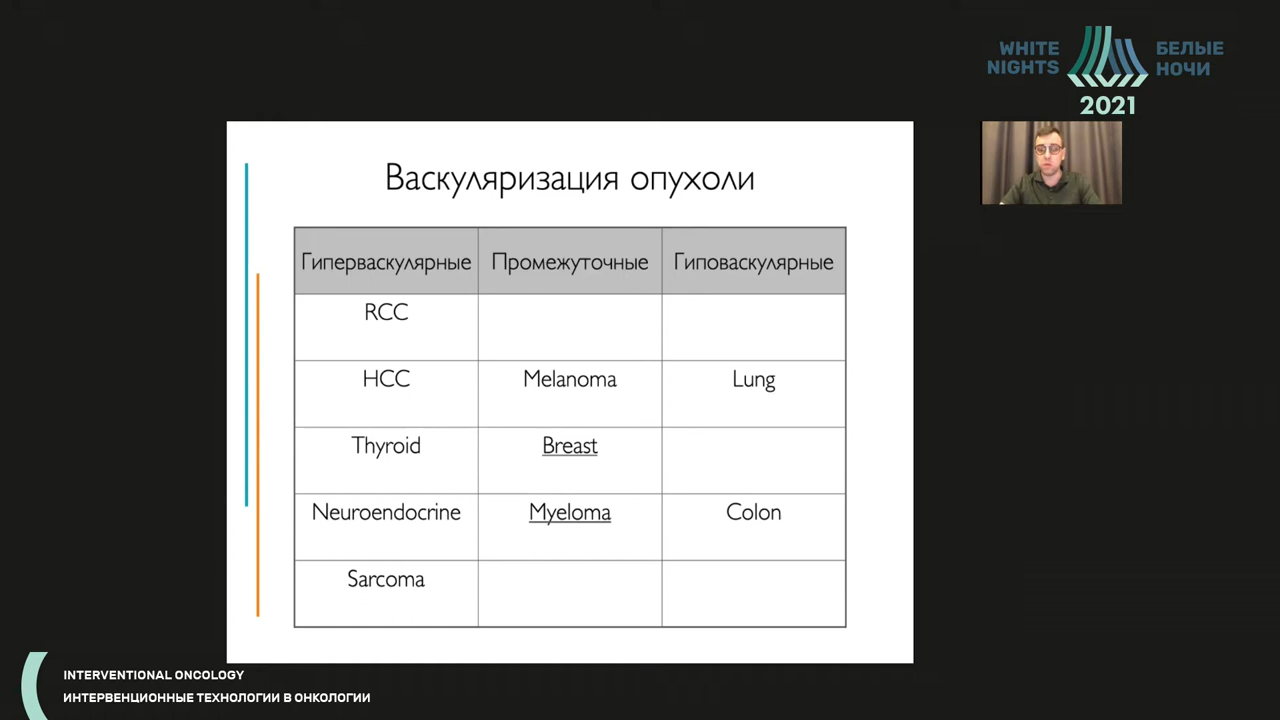 WHITE
NIGHTS
БЕЛЫЕ
НОЧИ
2021
Васкуляризация опухоли
Гиперваскулярные Промежуточные Гиповаскулярные
RCC
HCC Melanoma Lung
Thyroid Breast
Neuroendocrine Myeloma Colon
Sarcoma
INTERVENTIONAL ONCOLOGY
ИНТЕРВЕНЦИОННЫЕ ТЕХНОЛОГИИ В ОНКОЛОГИИ